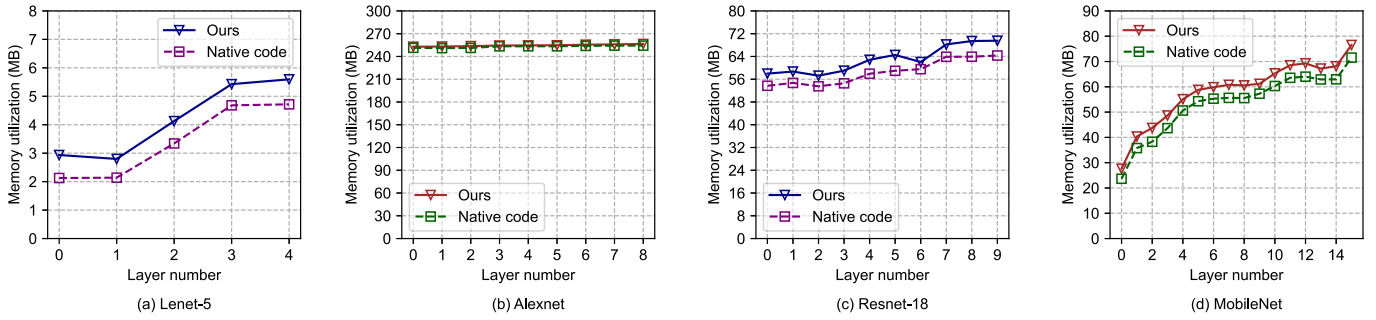 Memory utilization (MB)
8
7
6
5
4
3
2
1
0
Ours
Native code
0 1 2 3 4
Layer number
(a) Lenet-5
Memory utilization (MB)
300
270
240
210
180
150
120
90
60
30
0
Ours
Native code
0 1 2 3 4 5 6 7 8
Layer number
(b) Alexnet
Memory utilization (MB)
80
72
64
56
48
40
32
24
16
8
0
Ours
Native code
0 1 2 3 4 5 6 7 8 9
Layer number
(c) Resnet-18
Memory utilization (MB)
90
80
70
60
50
40
30
20
10
0
Ours
Native code
0 2 4 6 8 10 12 14
Layer number
(d) MobileNet